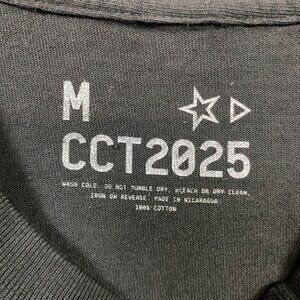 M
CCT2025
WASH COLD. DO NOT TUMBLE DRY, BLEACH OR DRY CLEAN.
IRON ON REVERSE. MADE IN NICARAGUA
100% COTTON